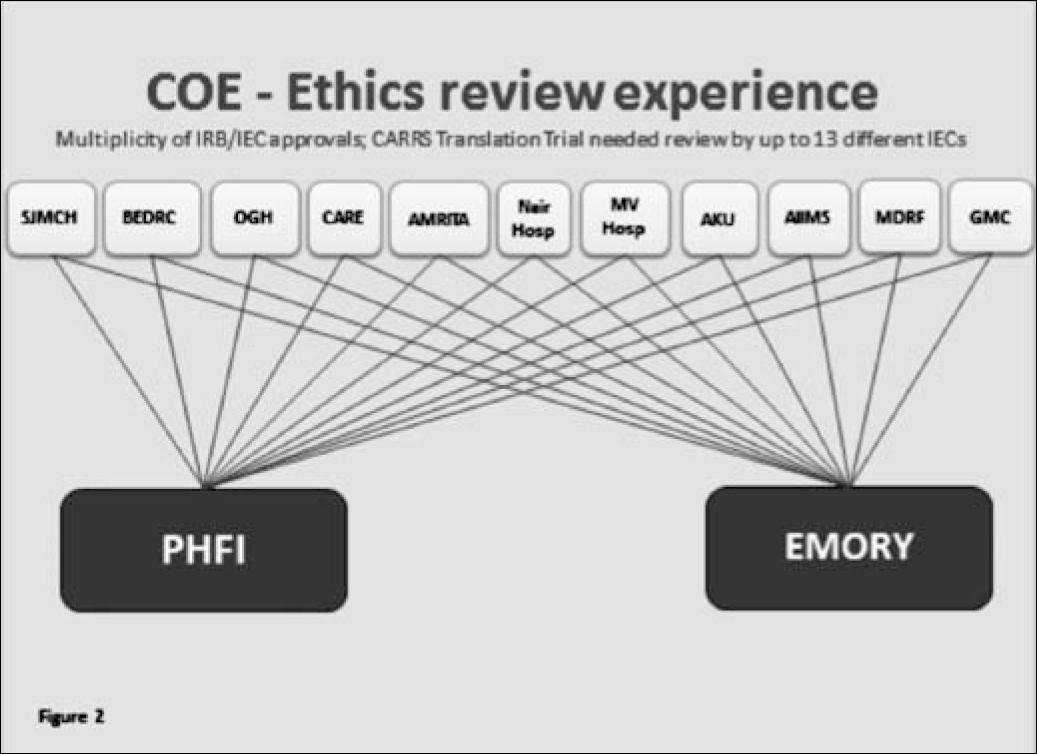 COE - Ethics review experience
Multiplicity of IRB/IEC approvals; CARRS Translation Trial needed review by up to 13 different IECs
SJMCH BEDRC OGH CARE AMRITA Nair Hosp MV Hosp AKU AIIMS MDRF GMC
PHFI EMORY
Figure 2